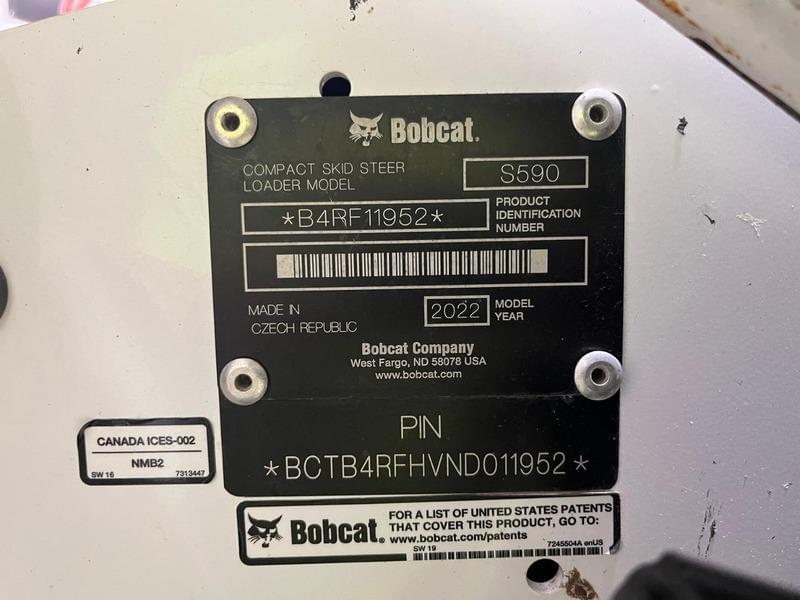 Bobcat.
COMPACT SKID STEER
LOADER MODEL
S590
*B4RF11952*
PRODUCT
IDENTIFICATION
NUMBER
MADE IN
CZECH REPUBLIC
2022
MODEL
YEAR
Bobcat Company
West Fargo, ND 58078 USA
www.bobcat.com
PIN
*BCTB4RFHVND011952*
CANADA ICES-002
NMB2
SW 16 7313447
Bobcat.
FOR A LIST OF UNITED STATES PATENTS
THAT COVER THIS PRODUCT, GO TO:
www.bobcat.com/patents
SW 19 7245504A enUS